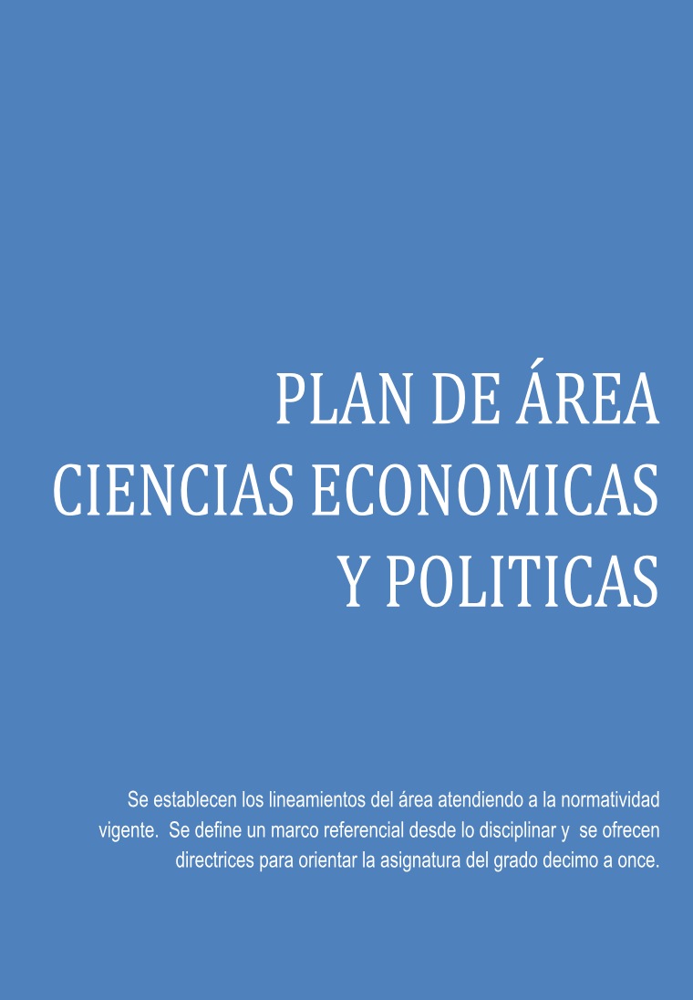 PLAN DE ÁREA
CIENCIAS ECONOMICAS
Y POLITICAS
Se establecen los lineamientos del área atendiendo a la normatividad
vigente.  Se define un marco referencial desde lo disciplinar y  se ofrecen
directrices para orientar la asignatura del grado decimo a once.